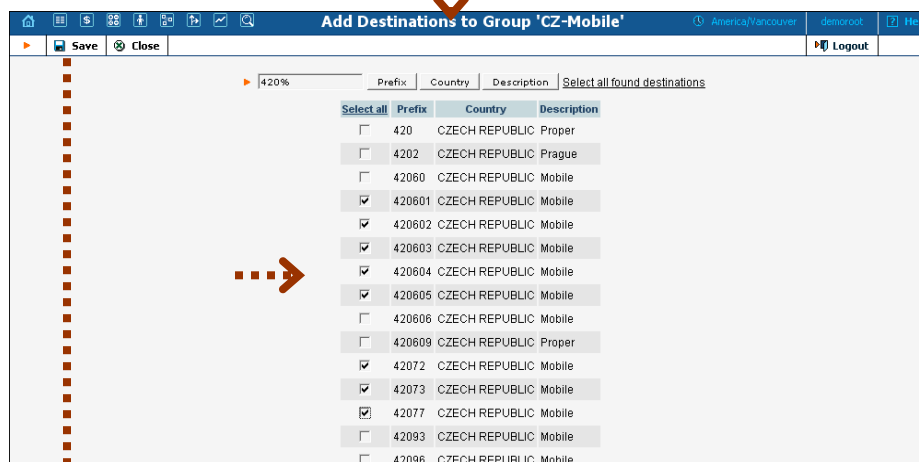 Add Destinations to Group 'CZ-Mobile' America/Vancouver demoroot ? He
Save Close Logout
420% Prefix Country Description Select all found destinations
Select all Prefix Country Description
420 CZECH REPUBLIC Proper
4202 CZECH REPUBLIC Prague
42060 CZECH REPUBLIC Mobile
420601 CZECH REPUBLIC Mobile
420602 CZECH REPUBLIC Mobile
420603 CZECH REPUBLIC Mobile
420604 CZECH REPUBLIC Mobile
420605 CZECH REPUBLIC Mobile
420606 CZECH REPUBLIC Mobile
420609 CZECH REPUBLIC Proper
42072 CZECH REPUBLIC Mobile
42073 CZECH REPUBLIC Mobile
42077 CZECH REPUBLIC Mobile
42093 CZECH REPUBLIC Mobile
42096 CZECH REPUBLIC Mobile